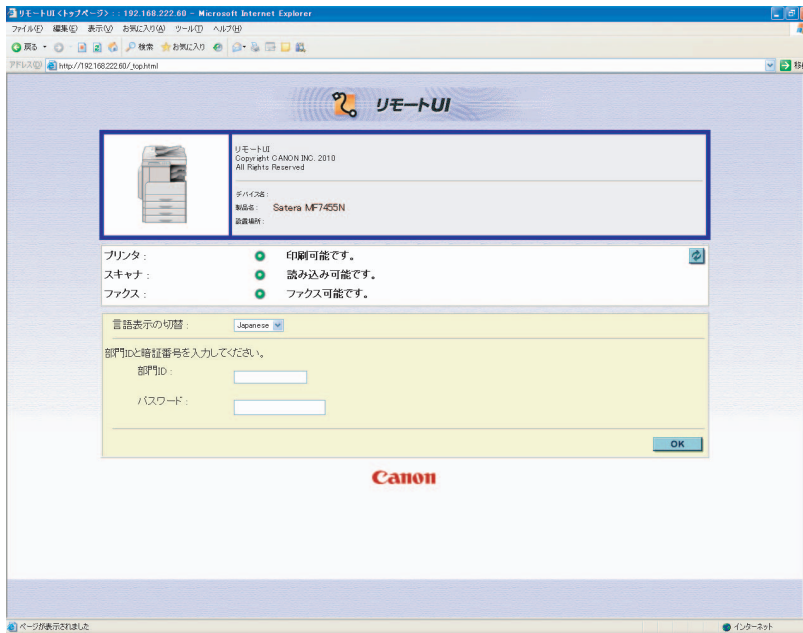 リモートUI <トップページ> : : 192.168.222.60 - Microsoft Internet Explorer
ファイル(F) 編集(E) 表示(V) お気に入り(A) ツール(T) ヘルプ(H)
戻る 検索 お気に入り
アドレス(D) http://192.168.222.60/_top.html 移動
リモートUI
リモートUI
Copyright CANON INC. 2010
All Rights Reserved
デバイス名 :
製品名 : Satera MF7455N
設置場所 :
プリンタ : 印刷可能です。
スキャナ : 読み込み可能です。
ファクス : ファクス可能です。
言語表示の切替 : Japanese
部門IDと暗証番号を入力してください。
部門ID :
パスワード :
OK
Canon
ページが表示されました インターネット